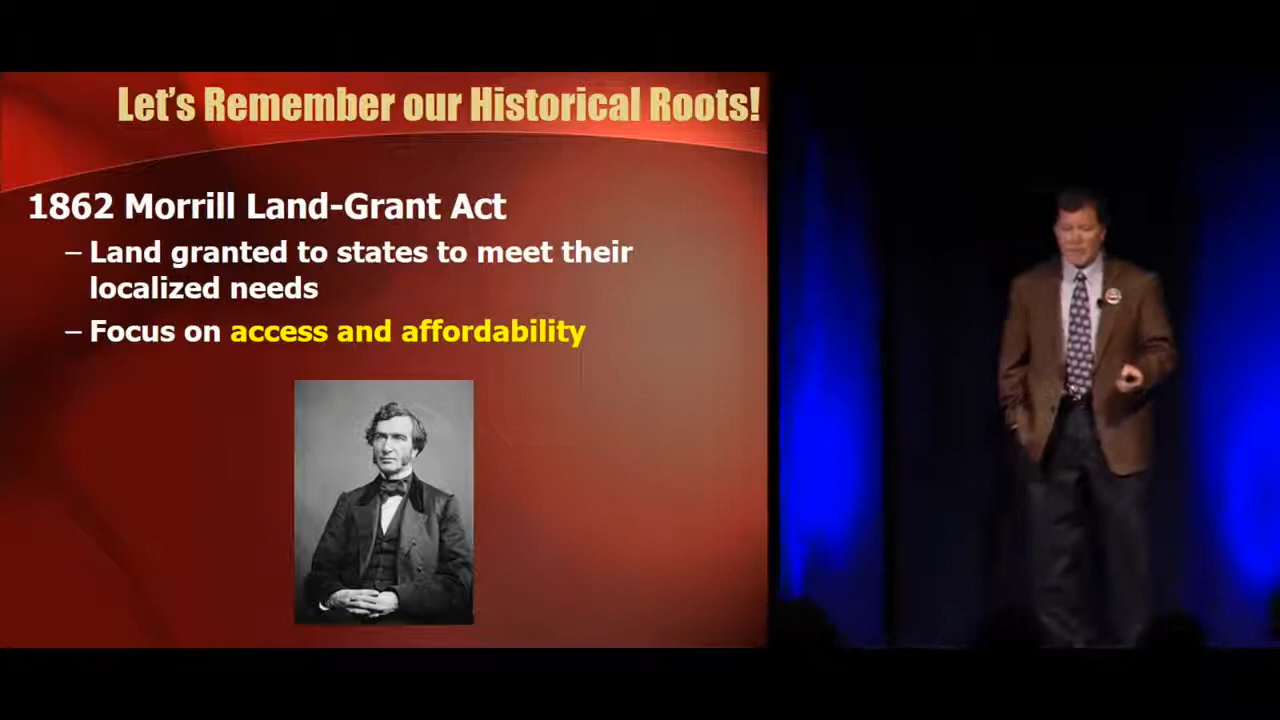 Let's Remember our Historical Roots!
1862 Morrill Land-Grant Act
– Land granted to states to meet their
localized needs
– Focus on access and affordability